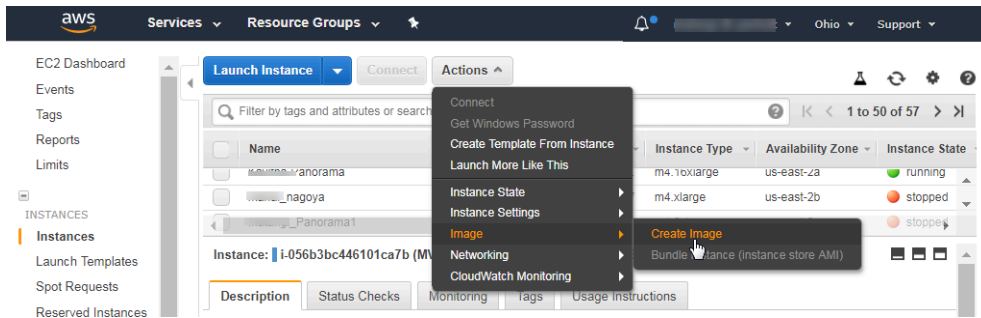 aws
Services
Resource Groups
Ohio
Support
EC2 Dashboard
Events
Tags
Reports
Limits
INSTANCES
Instances
Launch Templates
Spot Requests
Reserved Instances
Launch Instance
Connect
Actions
Filter by tags and attributes or search
1 to 50 of 57
Name
Instance Type
Availability Zone
Instance State
Panorama
m4.16xlarge
us-east-2a
running
_nagoya
m4.xlarge
us-east-2b
stopped
_Panorama1
stopped
Connect
Get Windows Password
Create Template From Instance
Launch More Like This
Instance State
Instance Settings
Image
Networking
CloudWatch Monitoring
Create Image
Bundle Instance (instance store AMI)
Instance: i-056b3bc446101ca7b (MV
Description
Status Checks
Monitoring
Tags
Usage Instructions